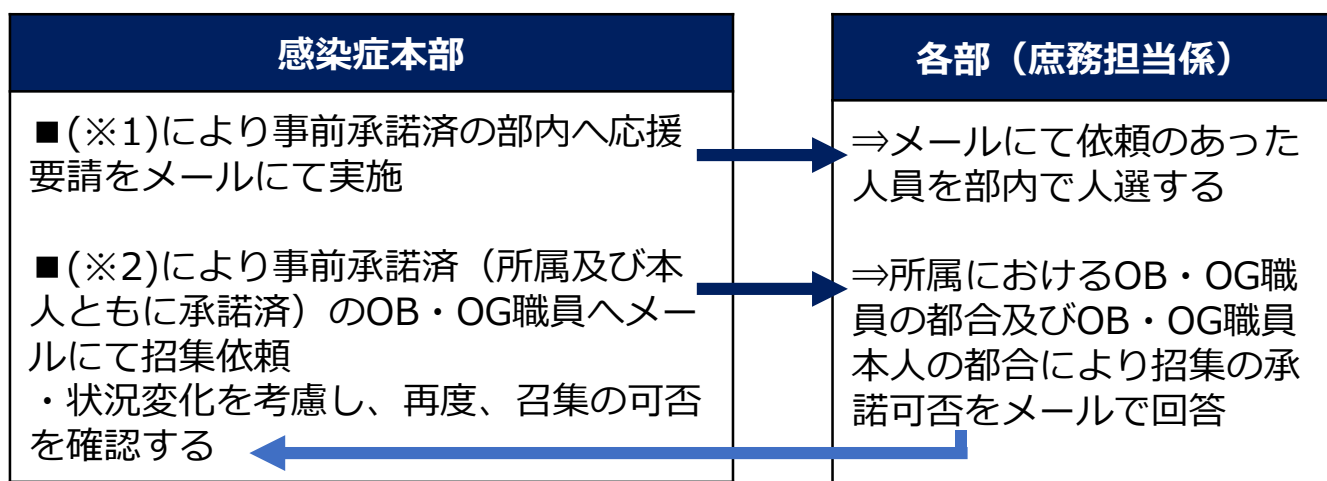 感染症本部
■(※1)により事前承諾済の部内へ応援
要請をメールにて実施
■(※2)により事前承諾済（所属及び本
人ともに承諾済）のOB・OG職員へメー
ルにて招集依頼
・状況変化を考慮し、再度、召集の可否
を確認する
各部（庶務担当係）
⇒メールにて依頼のあった
人員を部内で人選する
⇒所属におけるOB・OG職
員の都合及びOB・OG職員
本人の都合により招集の承
諾可否をメールで回答